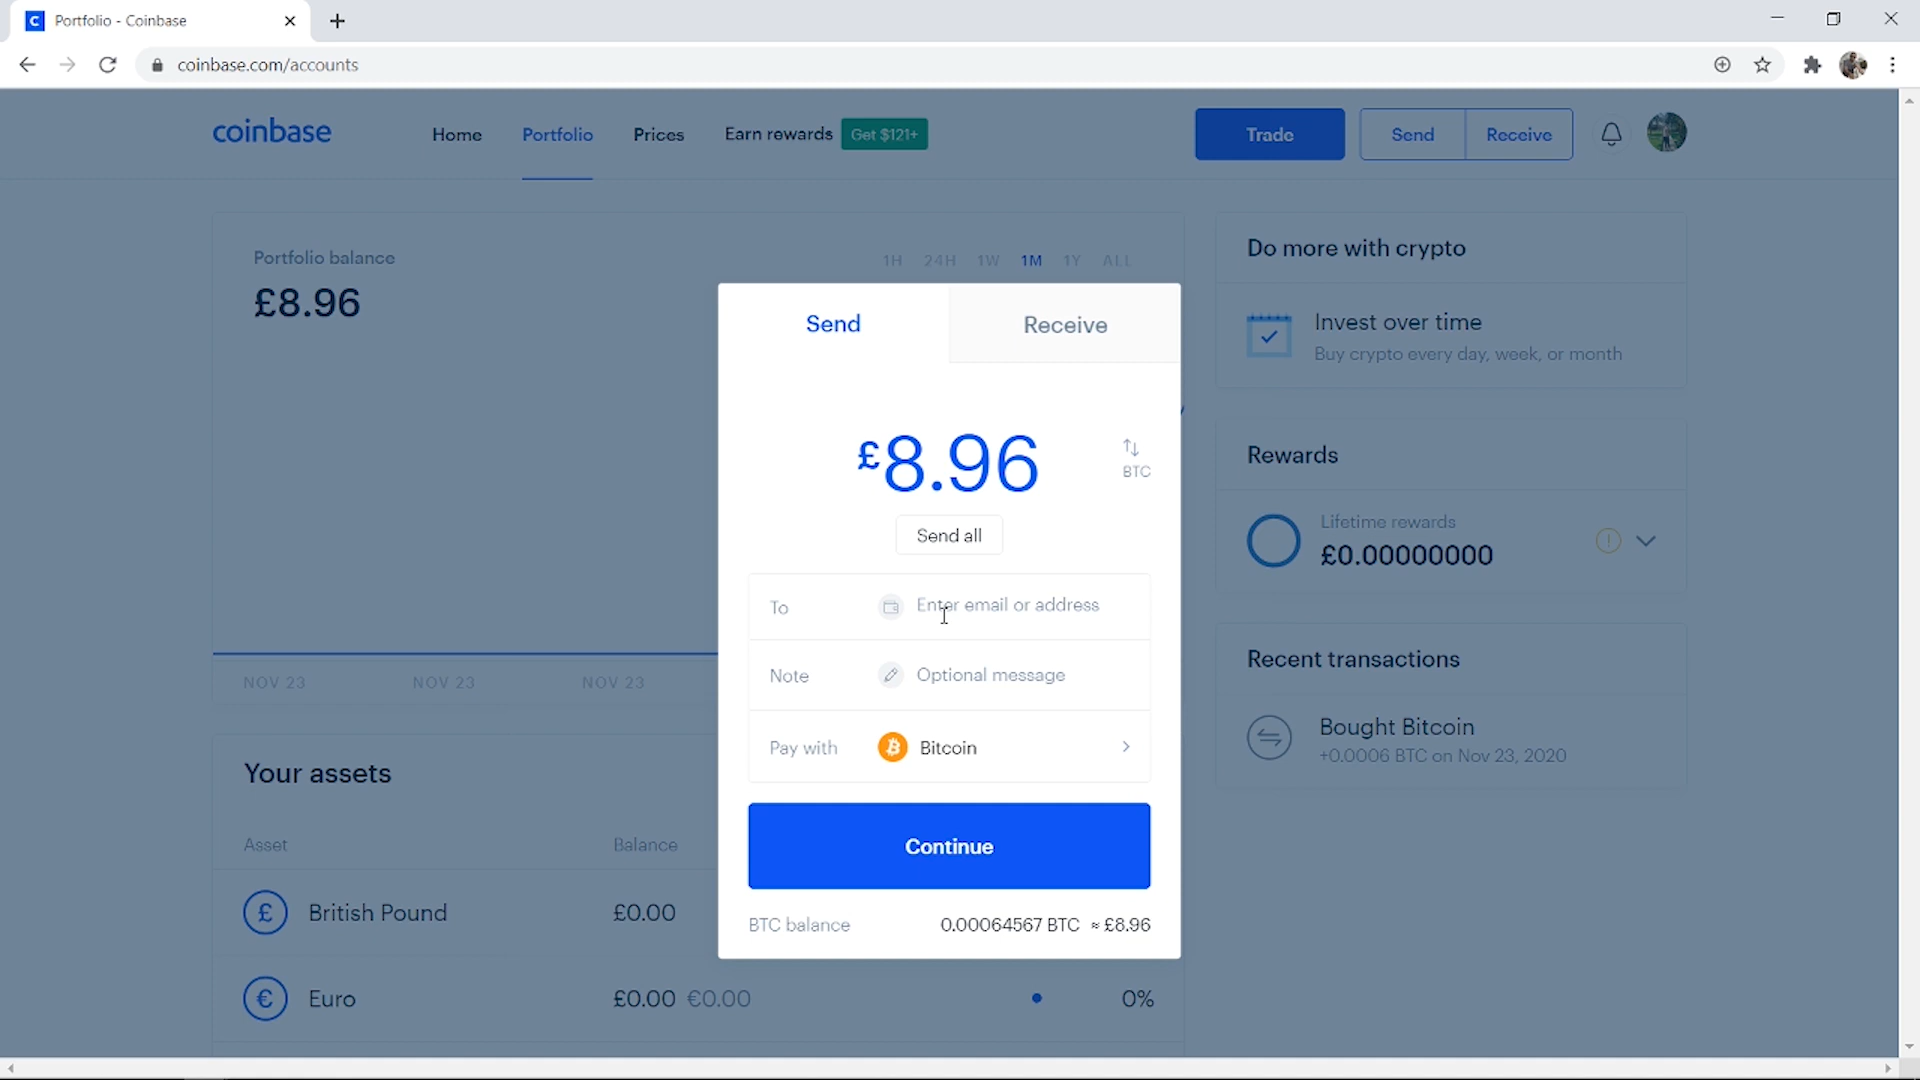 Portfolio - Coinbase
coinbase.com/accounts
coinbase
Home
Portfolio
Prices
Earn rewards
Get $121+
Trade
Send
Receive
Portfolio balance
£8.96
1H 24H 1W 1M 1Y ALL
NOV 23 NOV 23 NOV 23
Your assets
Asset Balance
British Pound £0.00
Euro £0.00 €0.00 0%
Send Receive
£8.96
BTC
Send all
To Enter email or address
Note Optional message
Pay with Bitcoin
Continue
BTC balance 0.00064567 BTC ≈ £8.96
Do more with crypto
Invest over time
Buy crypto every day, week, or month
Rewards
Lifetime rewards
£0.00000000
Recent transactions
Bought Bitcoin
+0.0006 BTC on Nov 23, 2020